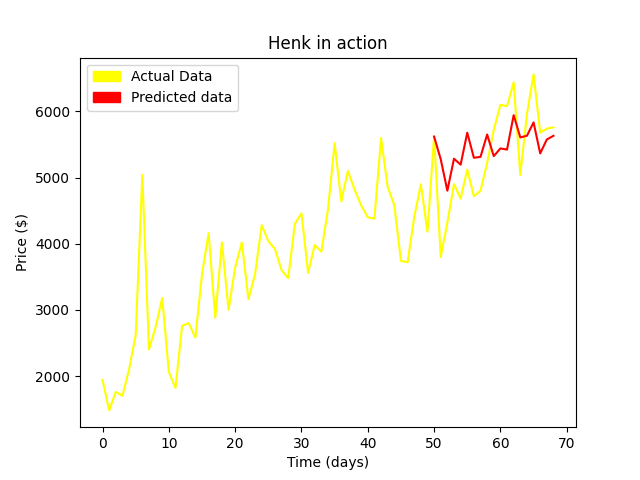 Henk in action
Actual Data
Predicted data
6000
5000
4000
3000
2000
Price ($)
0 10 20 30 40 50 60 70
Time (days)